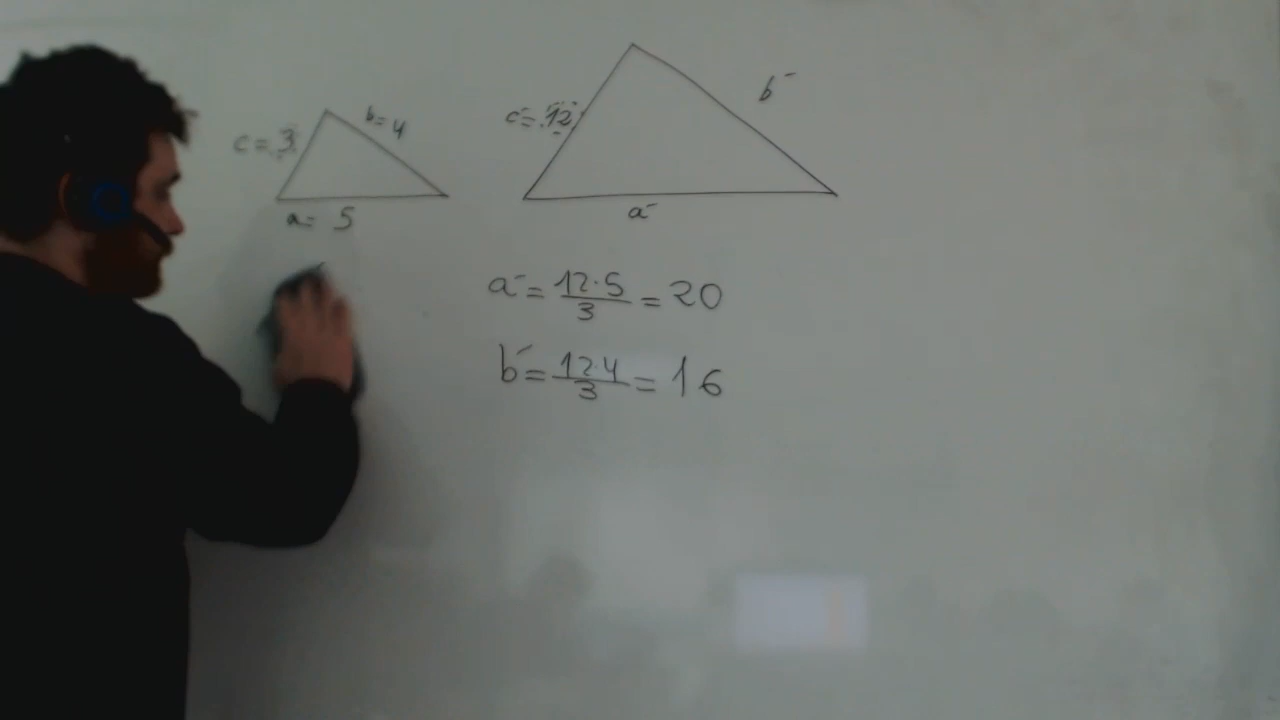 c = 3
b = 4
a = 5
c' = 12
b'
a'
a' = 12·5/3 = 20
b' = 12·4/3 = 16